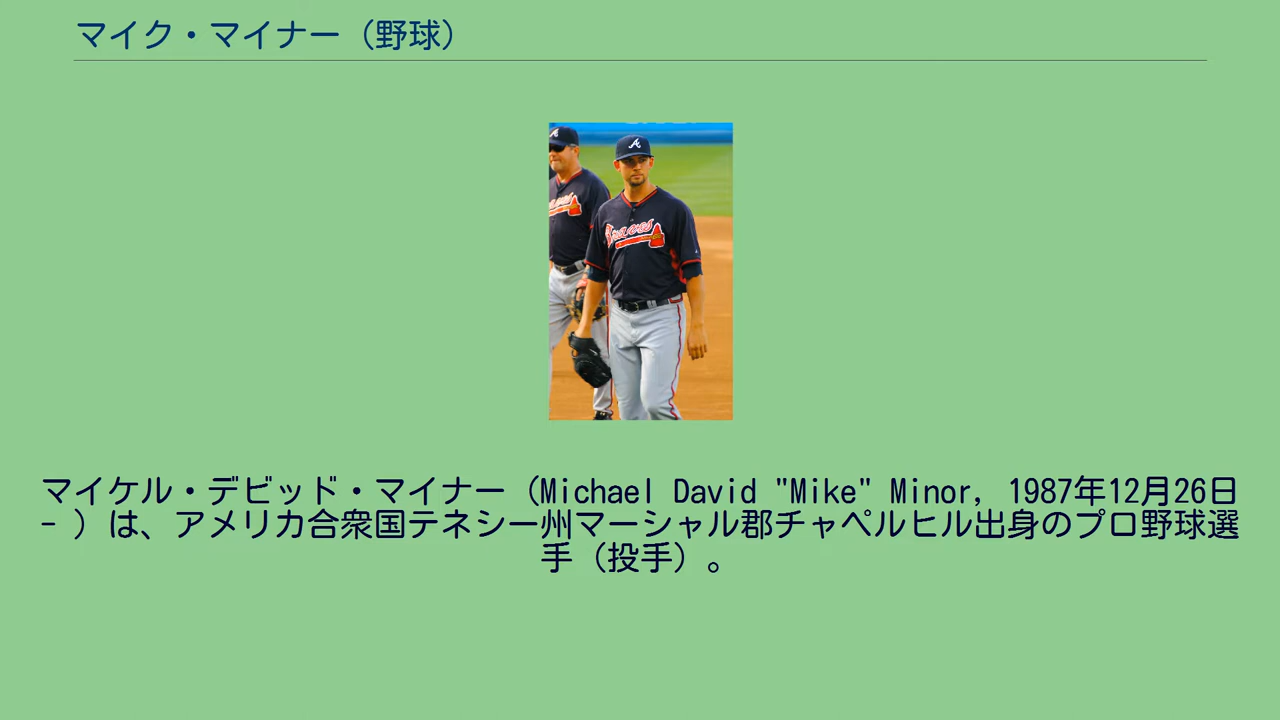 マイク・マイナー（野球）
Braves
マイケル・デビッド・マイナー（Michael David "Mike" Minor, 1987年12月26日
- ）は、アメリカ合衆国テネシー州マーシャル郡チャペルヒル出身のプロ野球選
手（投手）。